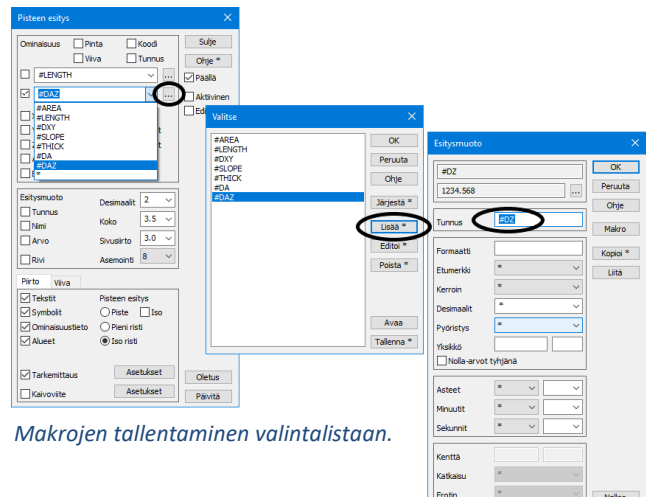 Pisteen esitys
Ominaisuus Pinta Koodi Sulje
Viiva Tunnus Ohje *
#LENGTH ... Päällä
#DAZ ... Aktiivinen
#AREA
#LENGTH
#DXY
#SLOPE
#THICK
#DA
#DAZ
*
Esitysmuoto Desimaalit 2
Tunnus
Nimi Koko 3.5
Arvo Sivusiirto 3.0
Rivi Asemointi 8
Piirto Viiva
Tekstit Pisteen esitys
Symbolit Piste Iso
Ominaisuustieto Pieni risti
Alueet Iso risti
Tarkemittaus Asetukset Oletus
Kaivoviite Asetukset Päivitä
Valitse
#AREA OK
#LENGTH
#DXY Peruuta
#SLOPE
#THICK Ohje
#DA
#DAZ
Järjestä *
Lisää *
Editoi *
Poista *
Avaa
Tallenna *
Esitysmuoto
#DZ OK
1234.568 ... Peruuta
Ohje
Tunnus #DZ Makro
Formaatti Kopioi *
Etumerkki * Liitä
Kerroin *
Desimaalit *
Pyöristys *
Yksikkö
Nolla-arvot tyhjänä
Asteet *
Minuutit *
Sekunnit *
Kenttä
Katkaisu *
Erotin
Makrojen tallentaminen valintalistaan.